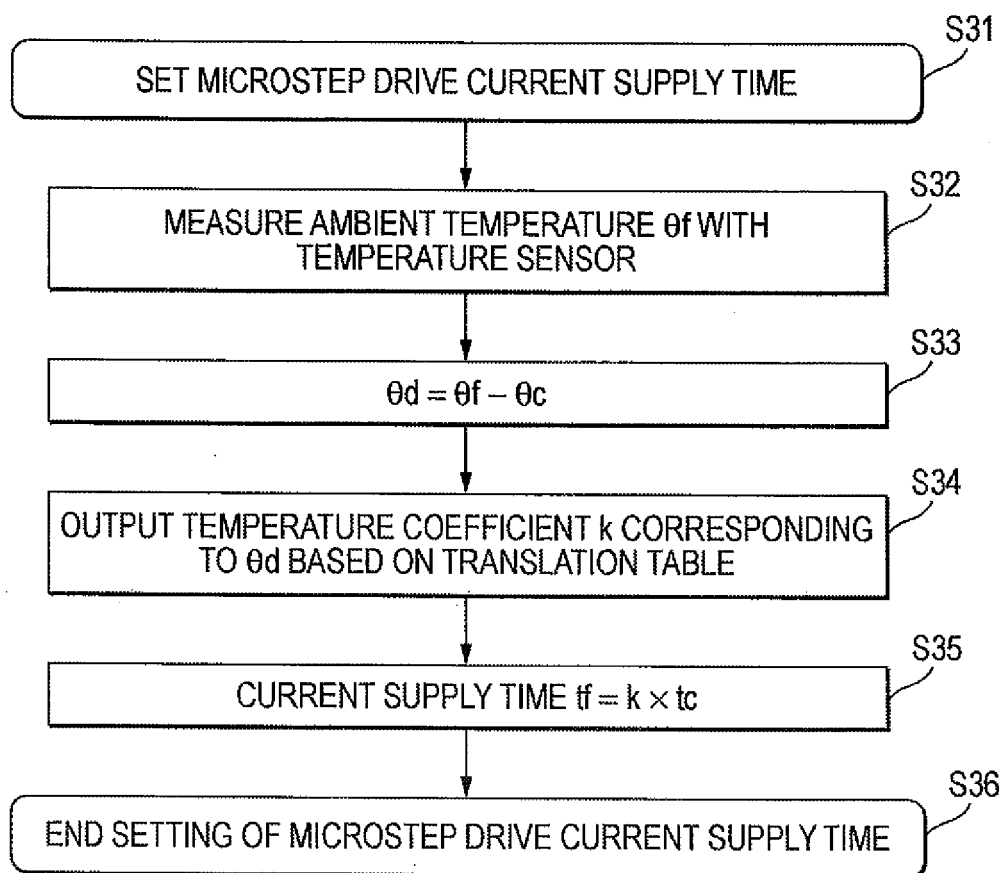 S31
SET MICROSTEP DRIVE CURRENT SUPPLY TIME
S32
MEASURE AMBIENT TEMPERATURE θf WITH
TEMPERATURE SENSOR
S33
θd = θf − θc
S34
OUTPUT TEMPERATURE COEFFICIENT k CORRESPONDING
TO θd BASED ON TRANSLATION TABLE
S35
CURRENT SUPPLY TIME tf = k × tc
S36
END SETTING OF MICROSTEP DRIVE CURRENT SUPPLY TIME